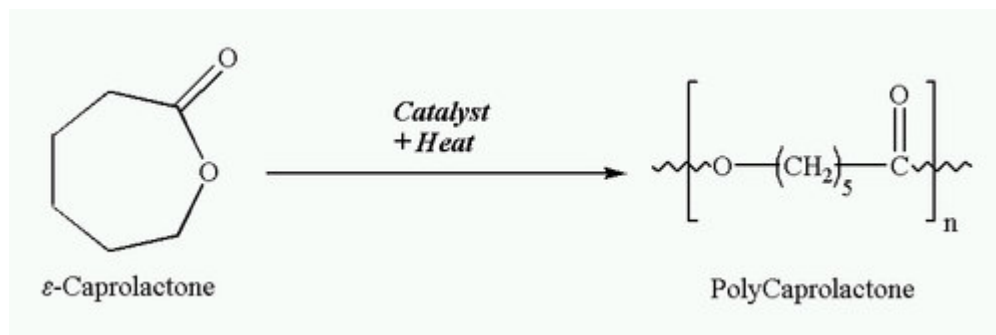 O
O
ε-Caprolactone
Catalyst
+ Heat
O
O—(CH₂)₅—C
n
PolyCaprolactone